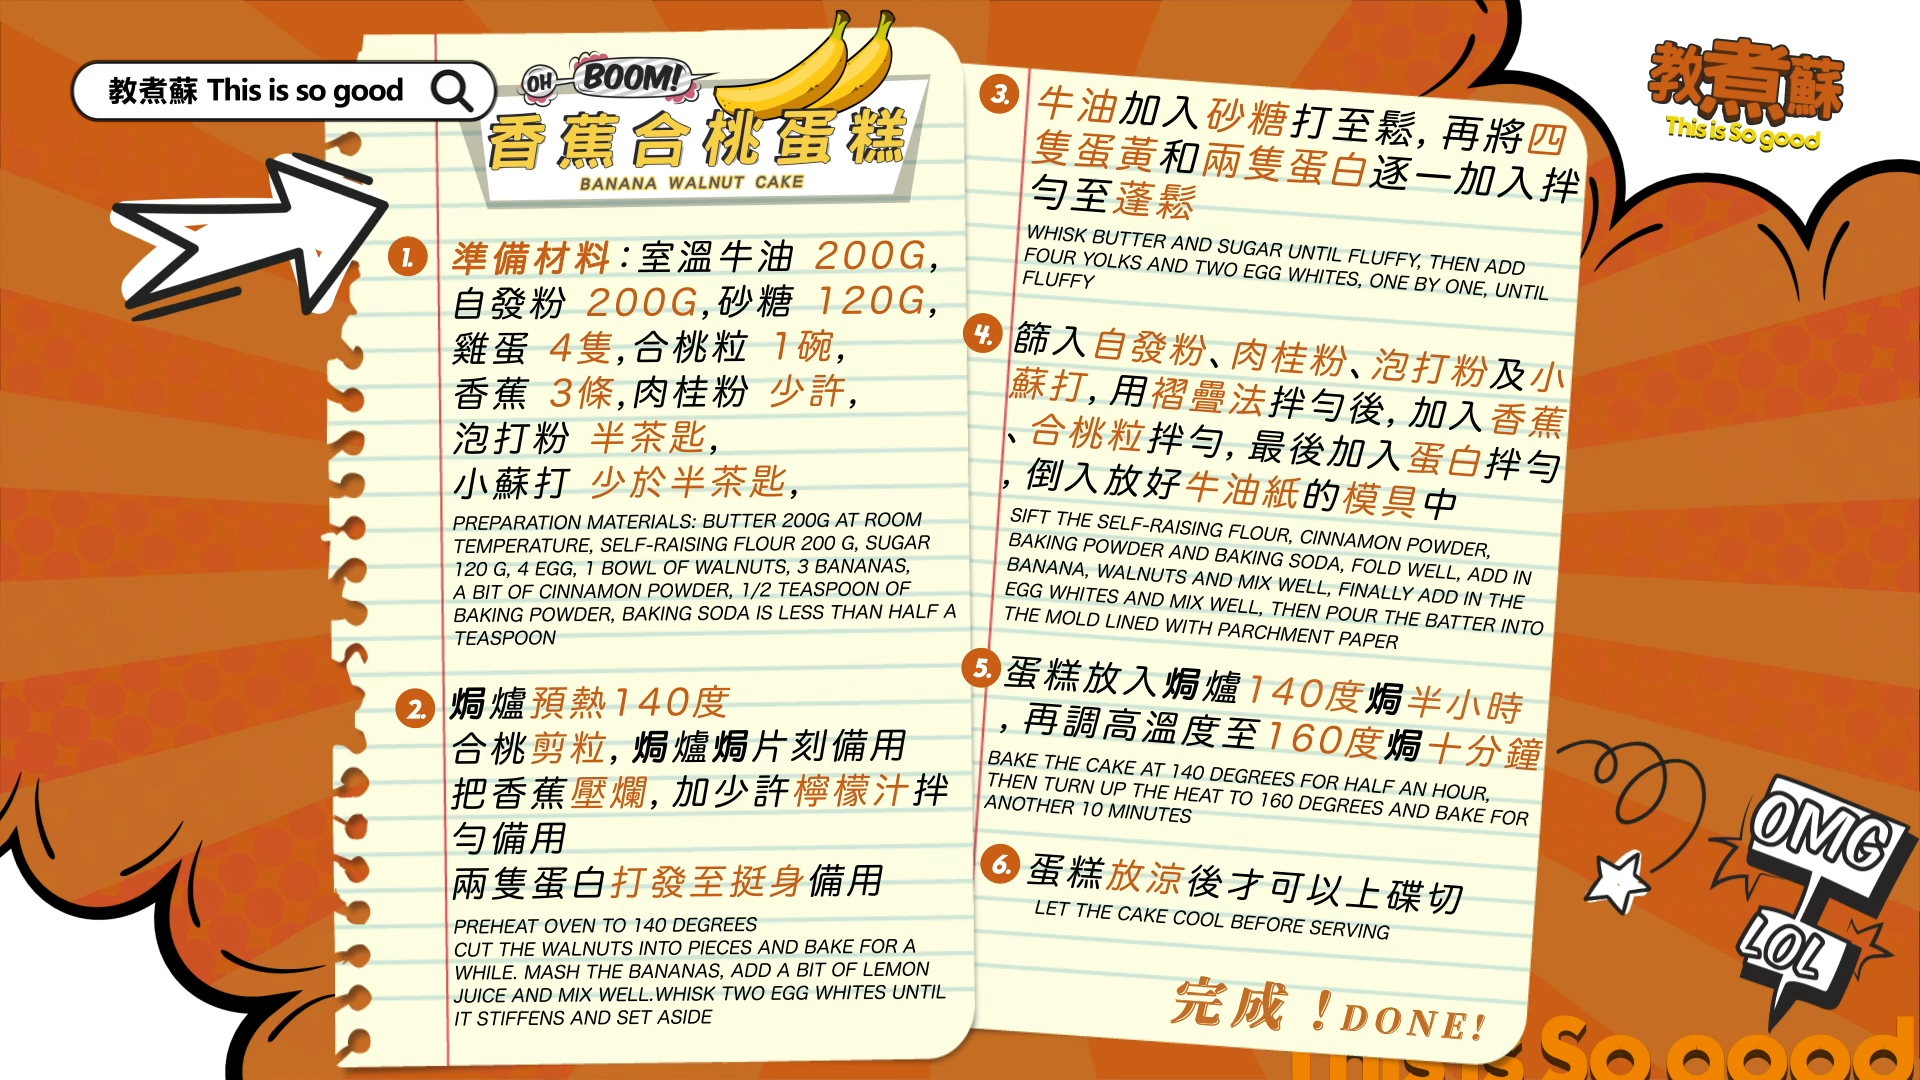 教煮蘇 This is so good
OH BOOM!
香蕉合桃蛋糕
BANANA WALNUT CAKE
1.
準備材料：室溫牛油 200G,
自發粉 200G,砂糖 120G,
雞蛋 4隻,合桃粒 1碗,
香蕉 3條,肉桂粉 少許,
泡打粉 半茶匙,
小蘇打 少於半茶匙,
PREPARATION MATERIALS: BUTTER 200G AT ROOM
TEMPERATURE, SELF-RAISING FLOUR 200 G, SUGAR
120 G, 4 EGG, 1 BOWL OF WALNUTS, 3 BANANAS,
A BIT OF CINNAMON POWDER, 1/2 TEASPOON OF
BAKING POWDER, BAKING SODA IS LESS THAN HALF A
TEASPOON
2.
焗爐預熱140度
合桃剪粒, 焗爐焗片刻備用
把香蕉壓爛, 加少許檸檬汁拌
勻備用
兩隻蛋白打發至挺身備用
PREHEAT OVEN TO 140 DEGREES
CUT THE WALNUTS INTO PIECES AND BAKE FOR A
WHILE. MASH THE BANANAS, ADD A BIT OF LEMON
JUICE AND MIX WELL.WHISK TWO EGG WHITES UNTIL
IT STIFFENS AND SET ASIDE
3.
牛油加入砂糖打至鬆, 再將四
隻蛋黃和兩隻蛋白逐一加入拌
勻至蓬鬆
WHISK BUTTER AND SUGAR UNTIL FLUFFY, THEN ADD
FOUR YOLKS AND TWO EGG WHITES, ONE BY ONE, UNTIL
FLUFFY
4.
篩入自發粉、肉桂粉、泡打粉及小
蘇打, 用褶疊法拌勻後, 加入香蕉
、合桃粒拌勻, 最後加入蛋白拌勻
, 倒入放好牛油紙的模具中
SIFT THE SELF-RAISING FLOUR, CINNAMON POWDER,
BAKING POWDER AND BAKING SODA, FOLD WELL, ADD IN
BANANA, WALNUTS AND MIX WELL, FINALLY ADD IN THE
EGG WHITES AND MIX WELL, THEN POUR THE BATTER INTO
THE MOLD LINED WITH PARCHMENT PAPER
5.
蛋糕放入焗爐140度焗半小時
, 再調高溫度至160度焗十分鐘
BAKE THE CAKE AT 140 DEGREES FOR HALF AN HOUR,
THEN TURN UP THE HEAT TO 160 DEGREES AND BAKE FOR
ANOTHER 10 MINUTES
6.
蛋糕放涼後才可以上碟切
LET THE CAKE COOL BEFORE SERVING
完成！DONE!
教煮蘇
This is So good
OMG
LOL
This is So good